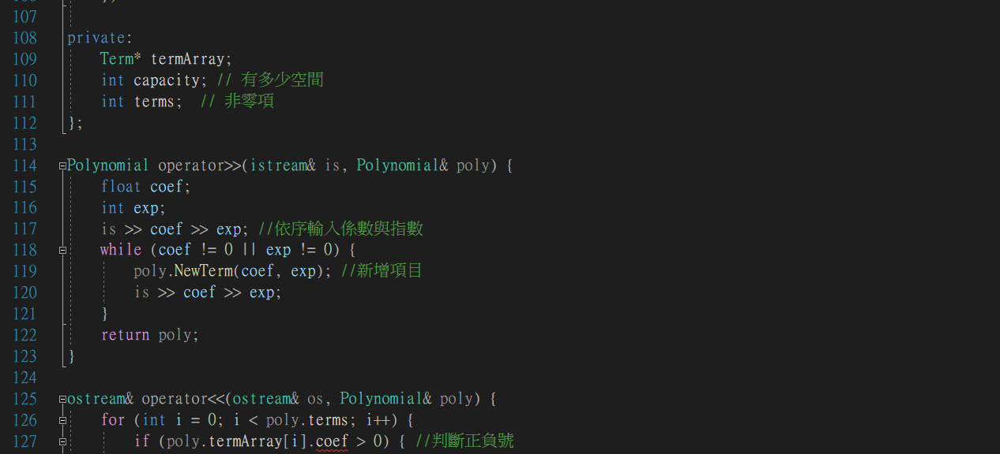 107
108 private:
109 Term* termArray;
110 int capacity; // 有多少空間
111 int terms; // 非零項
112 };
113
114 Polynomial operator>>(istream& is, Polynomial& poly) {
115 float coef;
116 int exp;
117 is >> coef >> exp; //依序輸入係數與指數
118 while (coef != 0 || exp != 0) {
119 poly.NewTerm(coef, exp); //新增項目
120 is >> coef >> exp;
121 }
122 return poly;
123 }
124
125 ostream& operator<<(ostream& os, Polynomial& poly) {
126 for (int i = 0; i < poly.terms; i++) {
127 if (poly.termArray[i].coef > 0) { //判斷正負號